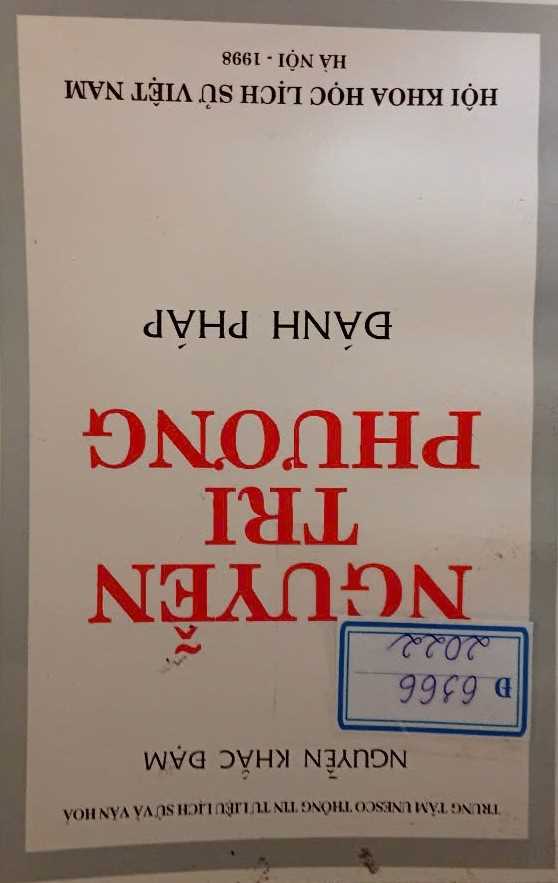 TRUNG TÂM UNESCO THÔNG TIN TƯ LIỆU LỊCH SỬ VÀ VĂN HOÁ
NGUYỄN KHẮC ĐẠM
Đ 6366
2022
NGUYỄN
TRI
PHƯƠNG
ĐÁNH PHÁP
HỘI KHOA HỌC LỊCH SỬ VIỆT NAM
HÀ NỘI - 1998